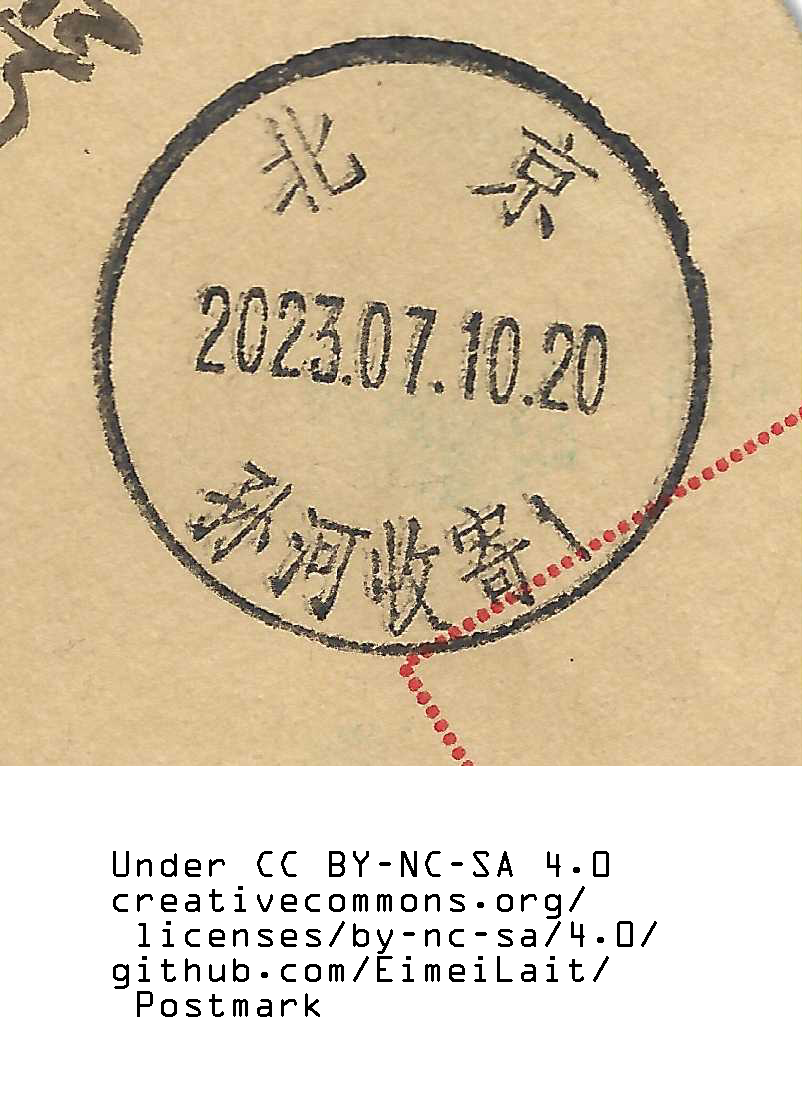 北京
2023.07.10.20
孙河收寄1
Under CC BY-NC-SA 4.0
creativecommons.org/
licenses/by-nc-sa/4.0/
github.com/EimeiLait/
Postmark